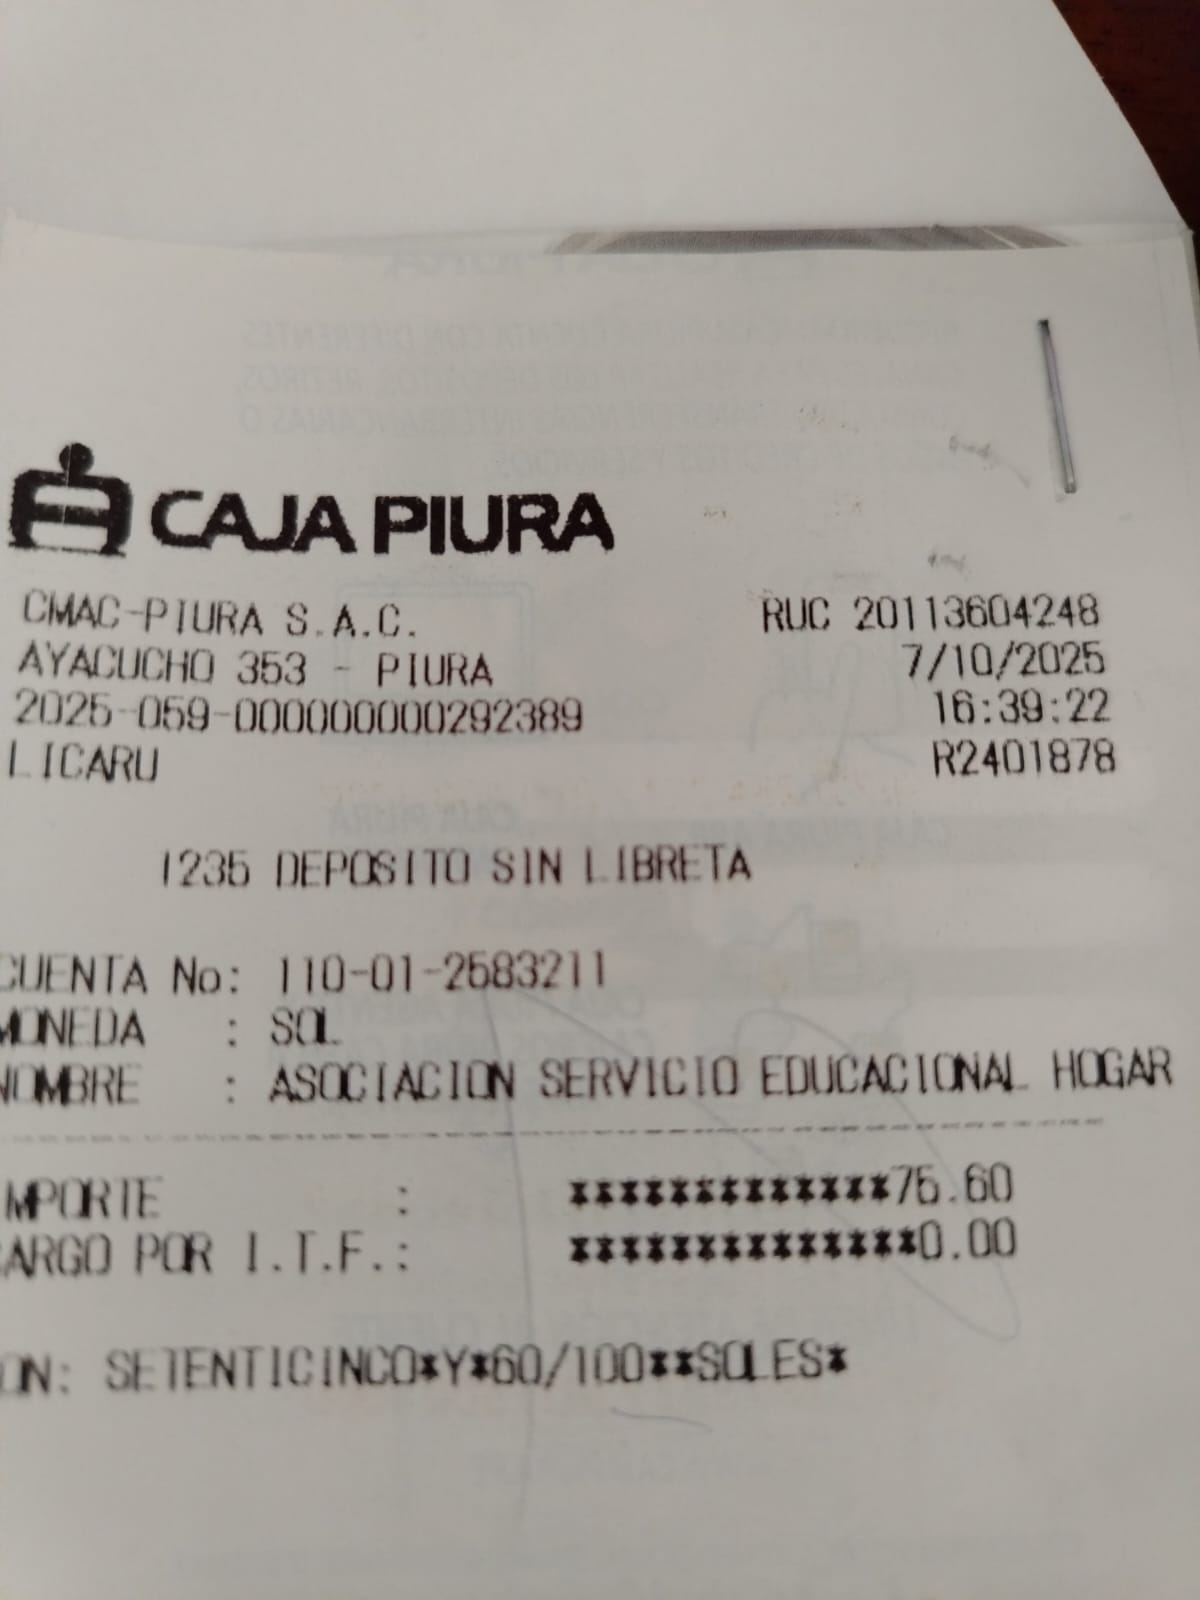 CAJA PIURA
CMAC-PIURA S.A.C. RUC 20113604248
AYACUCHO 353 - PIURA 7/10/2025
2025-059-000000000292389 16:39:22
LICARU R2401878
1235 DEPOSITO SIN LIBRETA
CUENTA No: 110-01-2583211
MONEDA : SOL
NOMBRE : ASOCIACION SERVICIO EDUCACIONAL HOGAR
IMPORTE : *************75.60
CARGO POR I.T.F.: **************0.00
ON: SETENTICINCO*Y*60/100**SOLES*